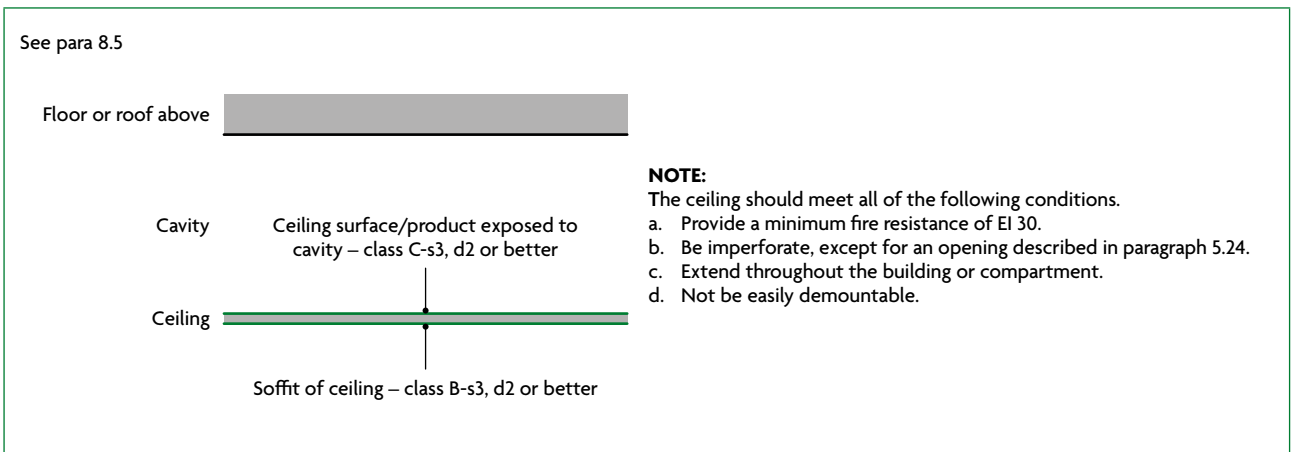 See para 8.5
Floor or roof above
Cavity
Ceiling surface/product exposed to
cavity – class C-s3, d2 or better
Ceiling
Soffit of ceiling – class B-s3, d2 or better
NOTE:
The ceiling should meet all of the following conditions.
a. Provide a minimum fire resistance of EI 30.
b. Be imperforate, except for an opening described in paragraph 5.24.
c. Extend throughout the building or compartment.
d. Not be easily demountable.